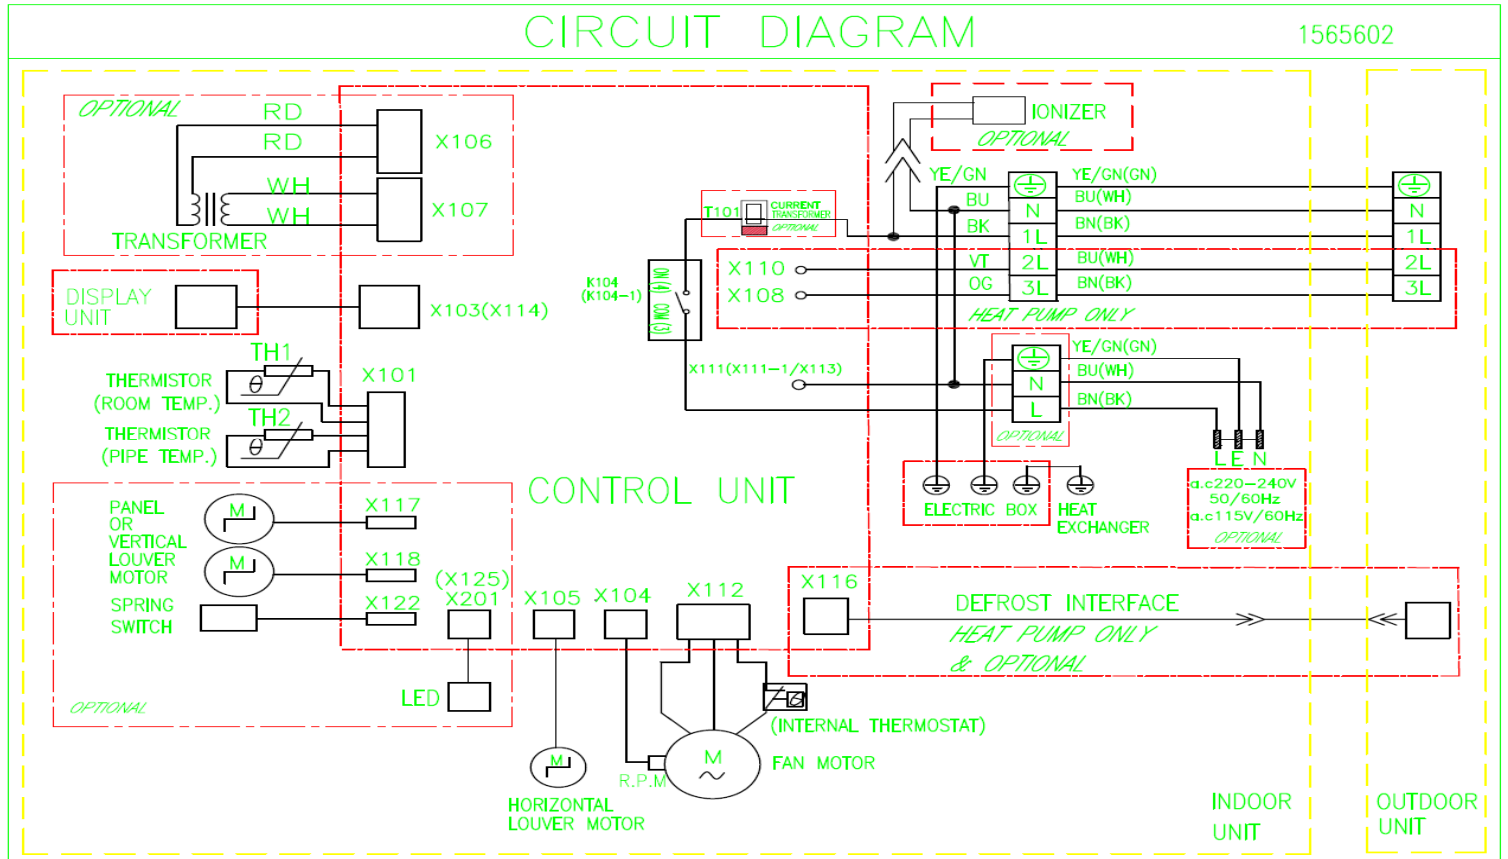 CIRCUIT DIAGRAM
1565602
OPTIONAL
RD
RD
X106
WH
WH
X107
TRANSFORMER
DISPLAY
UNIT
X103(X114)
TH1
THERMISTOR
(ROOM TEMP.)
X101
TH2
THERMISTOR
(PIPE TEMP.)
PANEL
OR
VERTICAL
LOUVER
MOTOR
M
M
X117
X118
SPRING
SWITCH
X122
(X125)
X201
LED
OPTIONAL
X105
X104
X112
M
HORIZONTAL
LOUVER MOTOR
R.P.M
M
FAN MOTOR
(INTERNAL THERMOSTAT)
CONTROL UNIT
T101
CURRENT
TRANSFORMER
OPTIONAL
K104
(K104-1)
ON (4) COM (3)
X110
X108
X111(X111-1/X113)
IONIZER
OPTIONAL
YE/GN
BU
BK
VT
OG
N
1L
2L
3L
YE/GN(GN)
BU(WH)
BN(BK)
BU(WH)
BN(BK)
HEAT PUMP ONLY
N
1L
2L
3L
N
L
OPTIONAL
YE/GN(GN)
BU(WH)
BN(BK)
L E N
a.c220-240V
50/60Hz
a.c115V/60Hz
OPTIONAL
ELECTRIC BOX
HEAT
EXCHANGER
X116
DEFROST INTERFACE
HEAT PUMP ONLY
& OPTIONAL
INDOOR
UNIT
OUTDOOR
UNIT